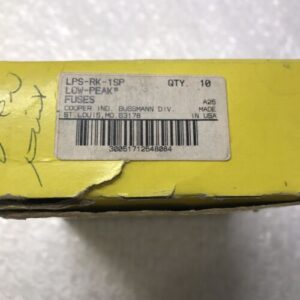 LPS-RK-1SP QTY. 10
LOW-PEAK®
FUSES A25
COOPER IND. BUSSMANN DIV. MADE
ST.LOUIS,MO.63178 IN USA
30051712548084